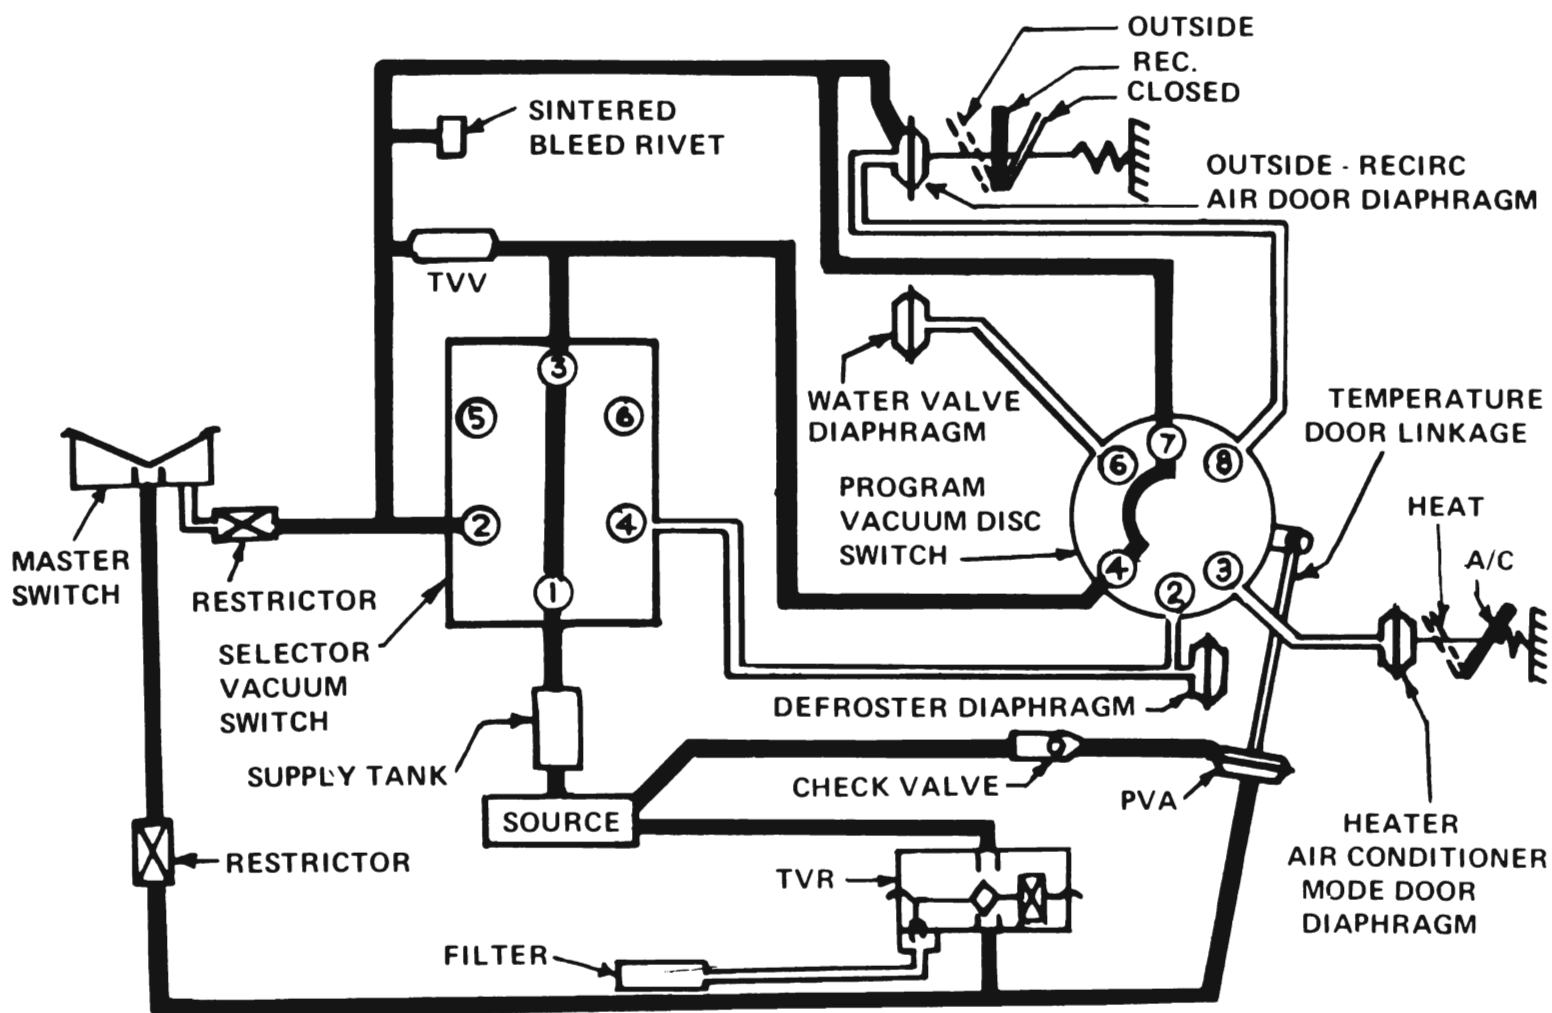 OUTSIDE
REC.
CLOSED
SINTERED
BLEED RIVET
OUTSIDE - RECIRC
AIR DOOR DIAPHRAGM
TVV
WATER VALVE
DIAPHRAGM
TEMPERATURE
DOOR LINKAGE
3
5
6
2
4
1
7
6
8
4
3
2
PROGRAM
VACUUM DISC
SWITCH
HEAT
A/C
MASTER
SWITCH
RESTRICTOR
SELECTOR
VACUUM
SWITCH
DEFROSTER DIAPHRAGM
SUPPLY TANK
CHECK VALVE
PVA
SOURCE
HEATER
AIR CONDITIONER
MODE DOOR
DIAPHRAGM
RESTRICTOR
TVR
FILTER